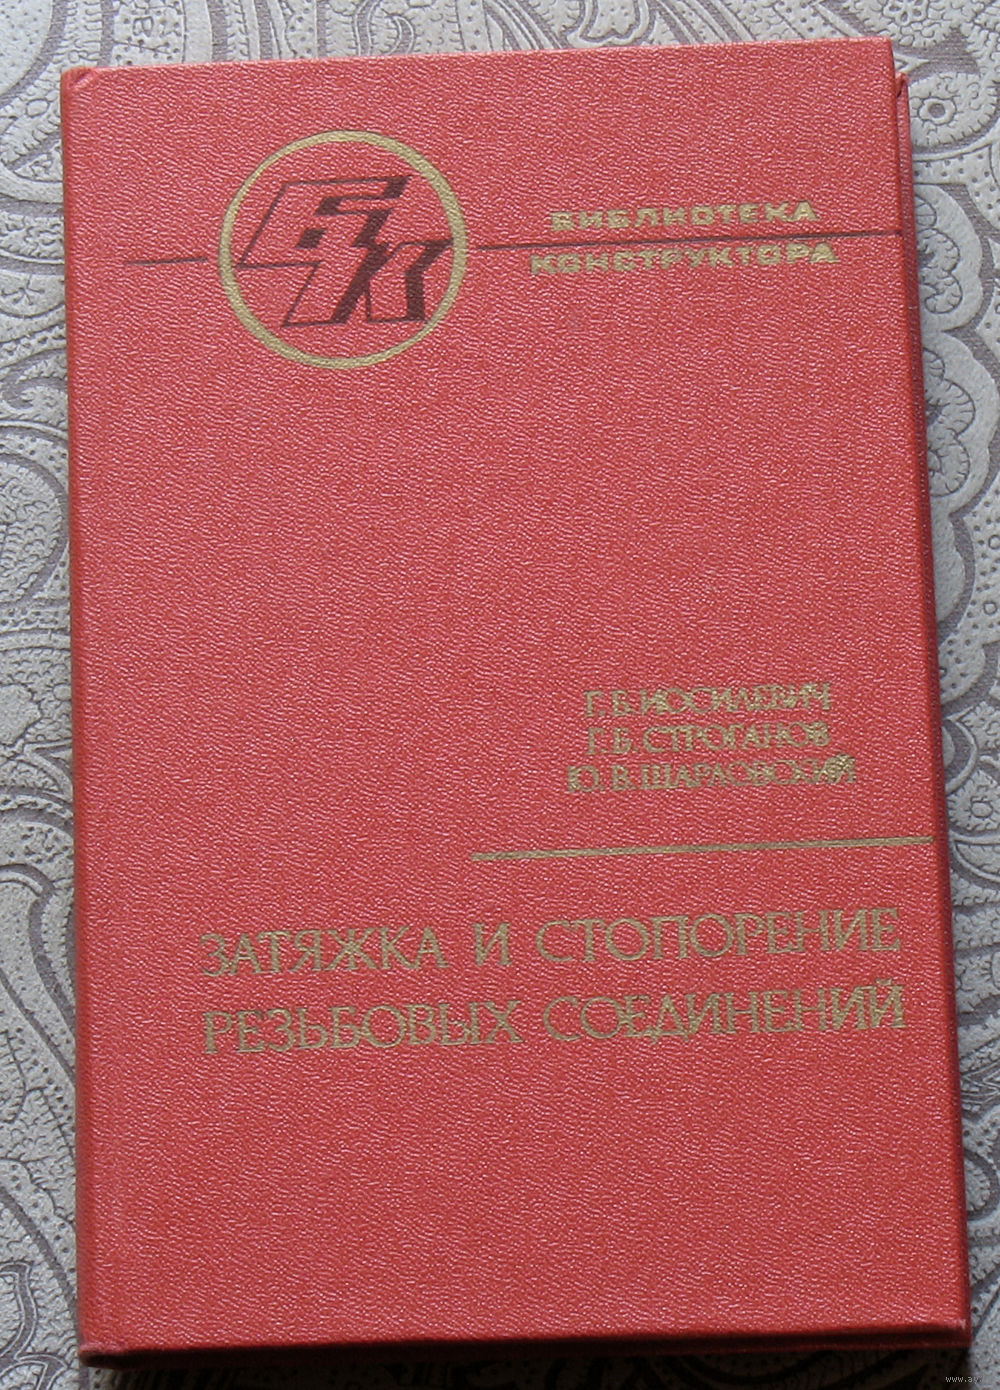 БК
БИБЛИОТЕКА
КОНСТРУКТОРА
Г.Б.ИОСИЛЕВИЧ
Г.Б.СТРОГАНОВ
Ю.В.ШАРЛОВСКИЙ
ЗАТЯЖКА И СТОПОРЕНИЕ
РЕЗЬБОВЫХ СОЕДИНЕНИЙ